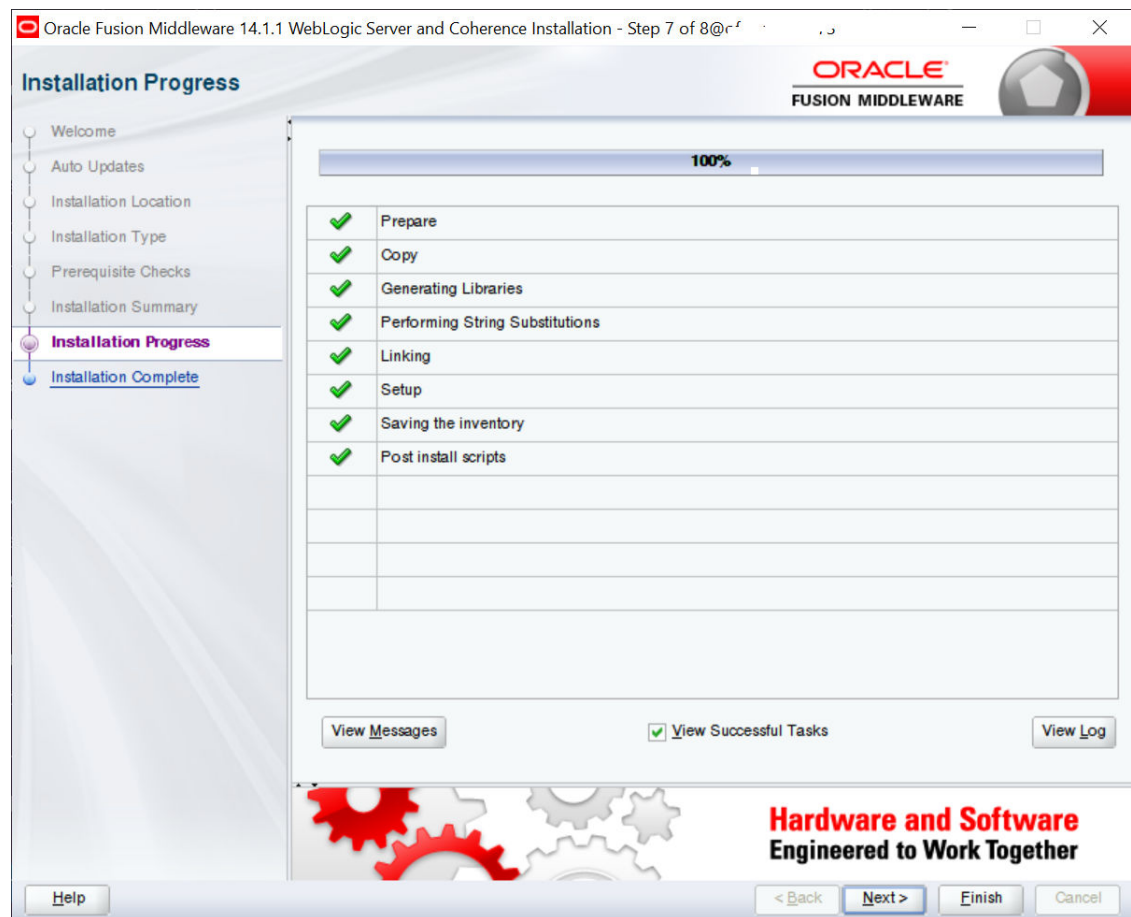 Oracle Fusion Middleware 14.1.1 WebLogic Server and Coherence Installation - Step 7 of 8@
Installation Progress
ORACLE
FUSION MIDDLEWARE
Welcome
Auto Updates
Installation Location
Installation Type
Prerequisite Checks
Installation Summary
Installation Progress
Installation Complete
100%
Prepare
Copy
Generating Libraries
Performing String Substitutions
Linking
Setup
Saving the inventory
Post install scripts
View Messages
View Successful Tasks
View Log
Hardware and Software
Engineered to Work Together
Help
< Back
Next >
Finish
Cancel